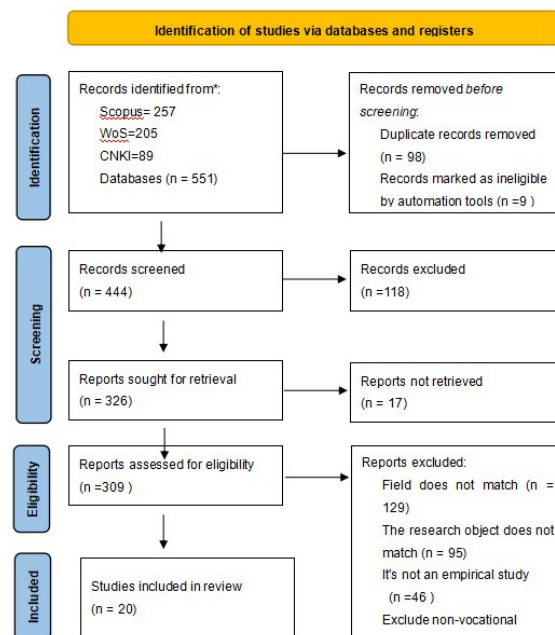 Identification of studies via databases and registers
Identification
Records identified from*:
Scopus= 257
WoS=205
CNKI=89
Databases (n = 551)
Records removed before
screening:
Duplicate records removed
(n = 98)
Records marked as ineligible
by automation tools (n =9 )
Screening
Records screened
(n = 444)
Records excluded
(n =118)
Reports sought for retrieval
(n = 326)
Reports not retrieved
(n = 17)
Eligibility
Reports assessed for eligibility
(n =309 )
Reports excluded:
Field does not match (n =
129)
The research object does not
match (n = 95)
It's not an empirical study
(n =46 )
Exclude non-vocational
Included
Studies included in review
(n = 20)